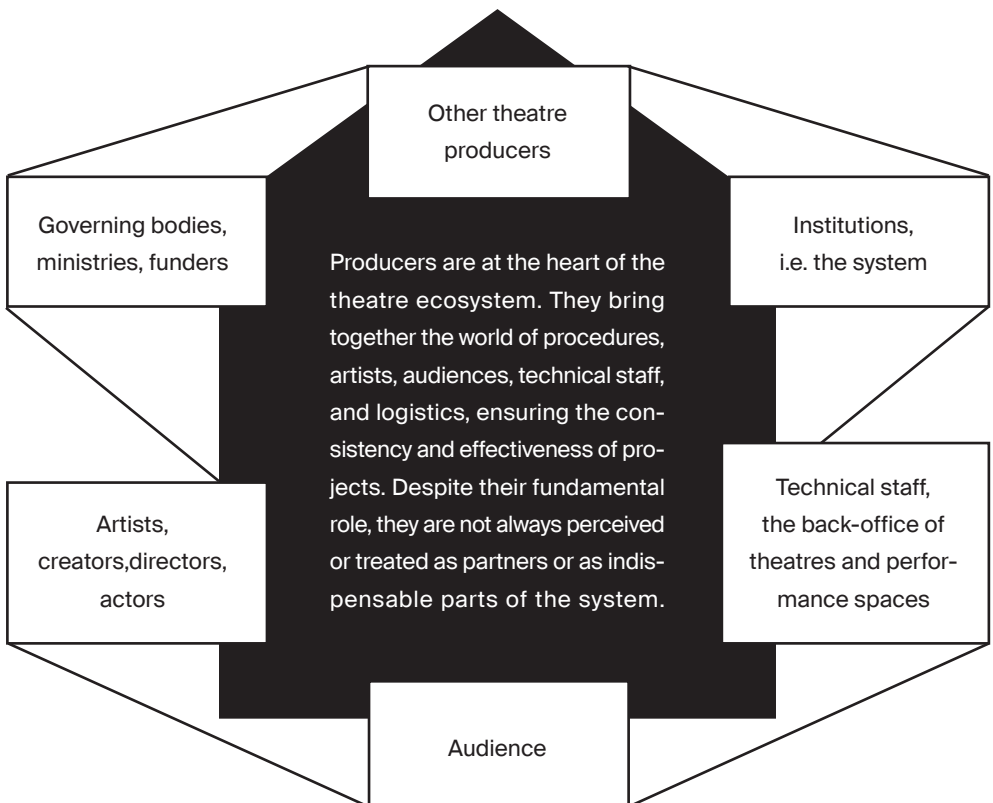 Other theatre
producers
Governing bodies,
ministries, funders
Institutions,
i.e. the system
Producers are at the heart of the
theatre ecosystem. They bring
together the world of procedures,
artists, audiences, technical staff,
and logistics, ensuring the con-
sistency and effectiveness of pro-
jects. Despite their fundamental
role, they are not always perceived
or treated as partners or as indis-
pensable parts of the system.
Artists,
creators,directors,
actors
Technical staff,
the back-office of
theatres and perfor-
mance spaces
Audience